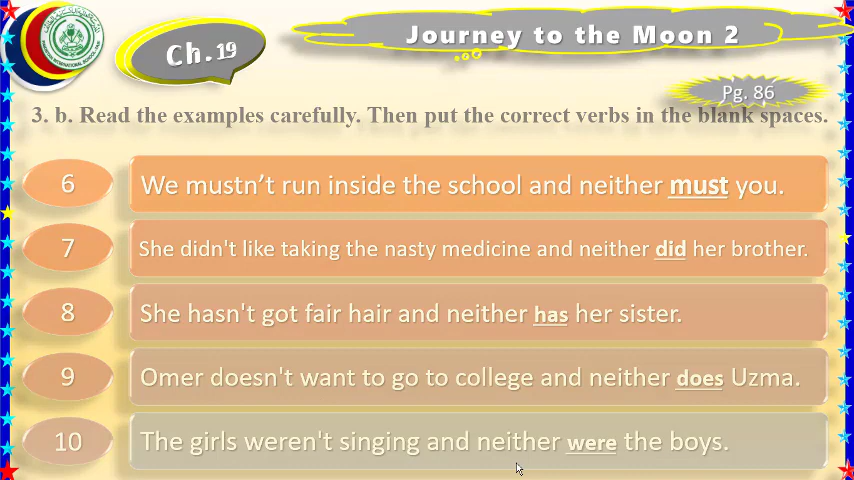 Ch.19
Journey to the Moon 2
Pg. 86
3. b. Read the examples carefully. Then put the correct verbs in the blank spaces.
6 We mustn’t run inside the school and neither must you.
7 She didn't like taking the nasty medicine and neither did her brother.
8 She hasn't got fair hair and neither has her sister.
9 Omer doesn't want to go to college and neither does Uzma.
10 The girls weren't singing and neither were the boys.